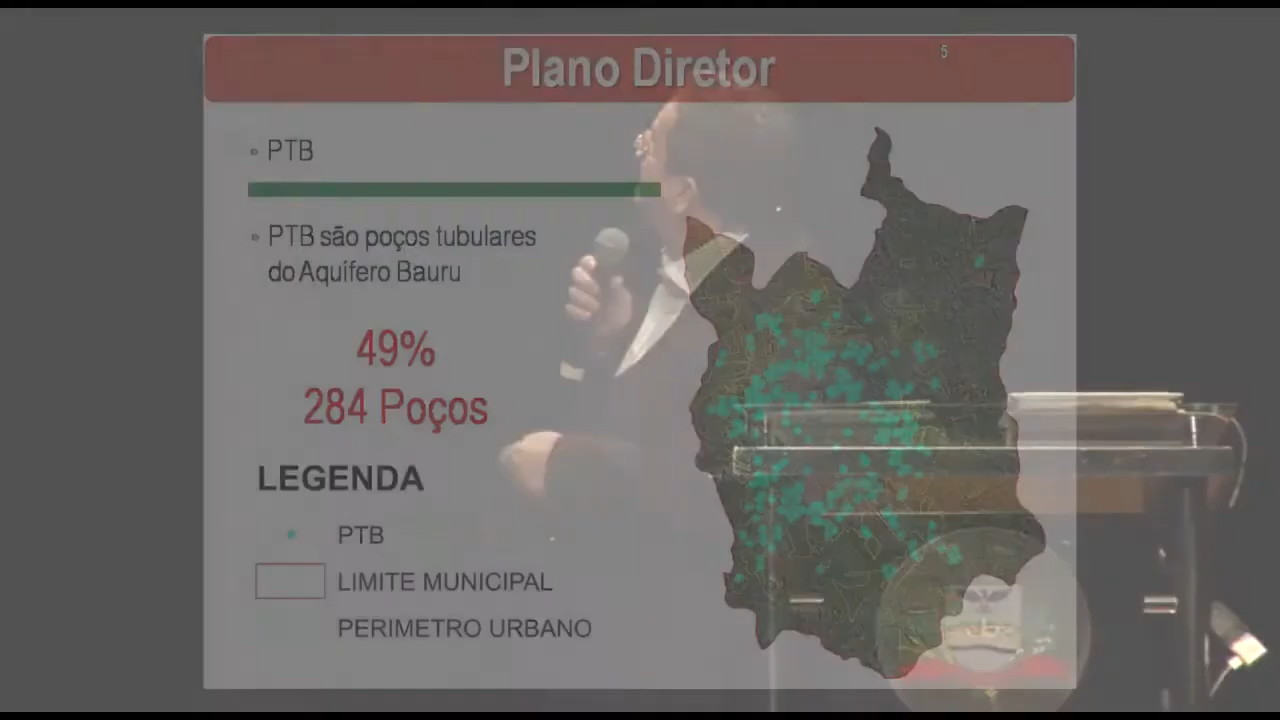 Plano Diretor
5
PTB
PTB são poços tubulares
do Aquífero Bauru
49%
284 Poços
LEGENDA
PTB
LIMITE MUNICIPAL
PERIMETRO URBANO